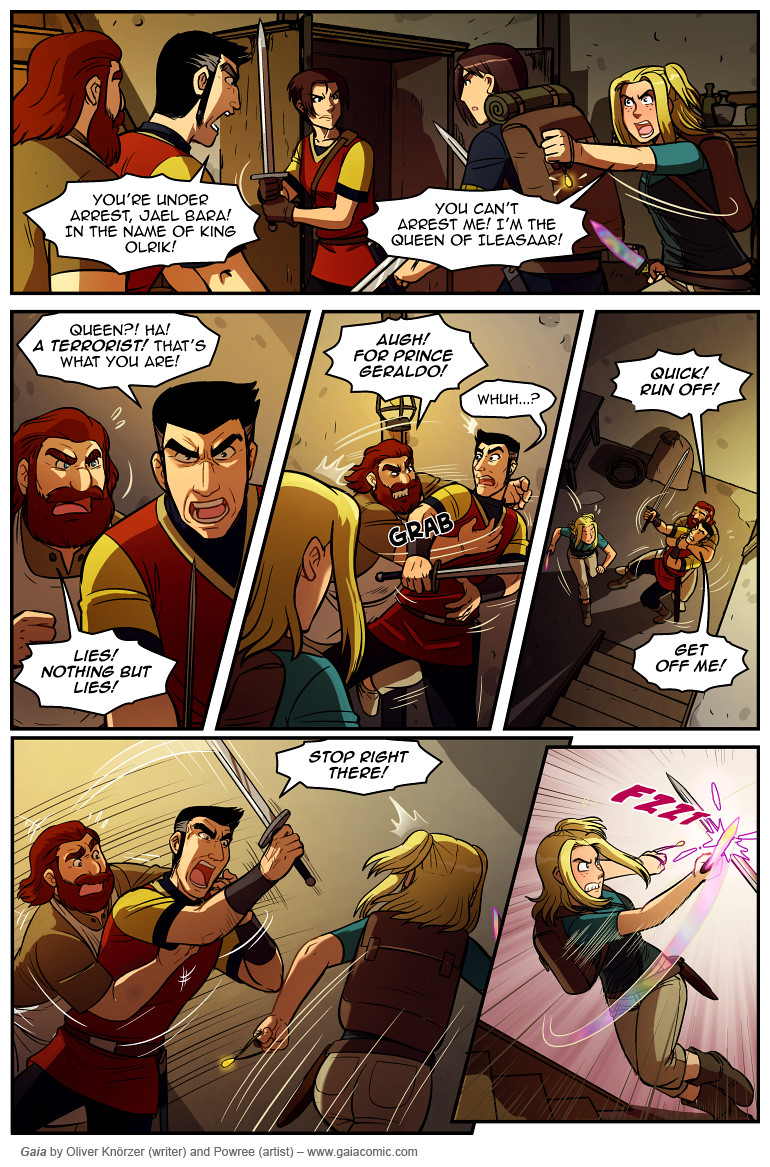 YOU'RE UNDER
ARREST, JAEL BARA!
IN THE NAME OF KING
OLRIK!
YOU CAN'T
ARREST ME! I'M THE
QUEEN OF ILEASAAR!
QUEEN?! HA!
A TERRORIST! THAT'S
WHAT YOU ARE!
LIES!
NOTHING BUT
LIES!
AUGH!
FOR PRINCE
GERALDO!
WHUH...?
GRAB
QUICK!
RUN OFF!
GET
OFF ME!
STOP RIGHT
THERE!
FZZT
Gaia by Oliver Knörzer (writer) and Powree (artist) – www.gaiacomic.com